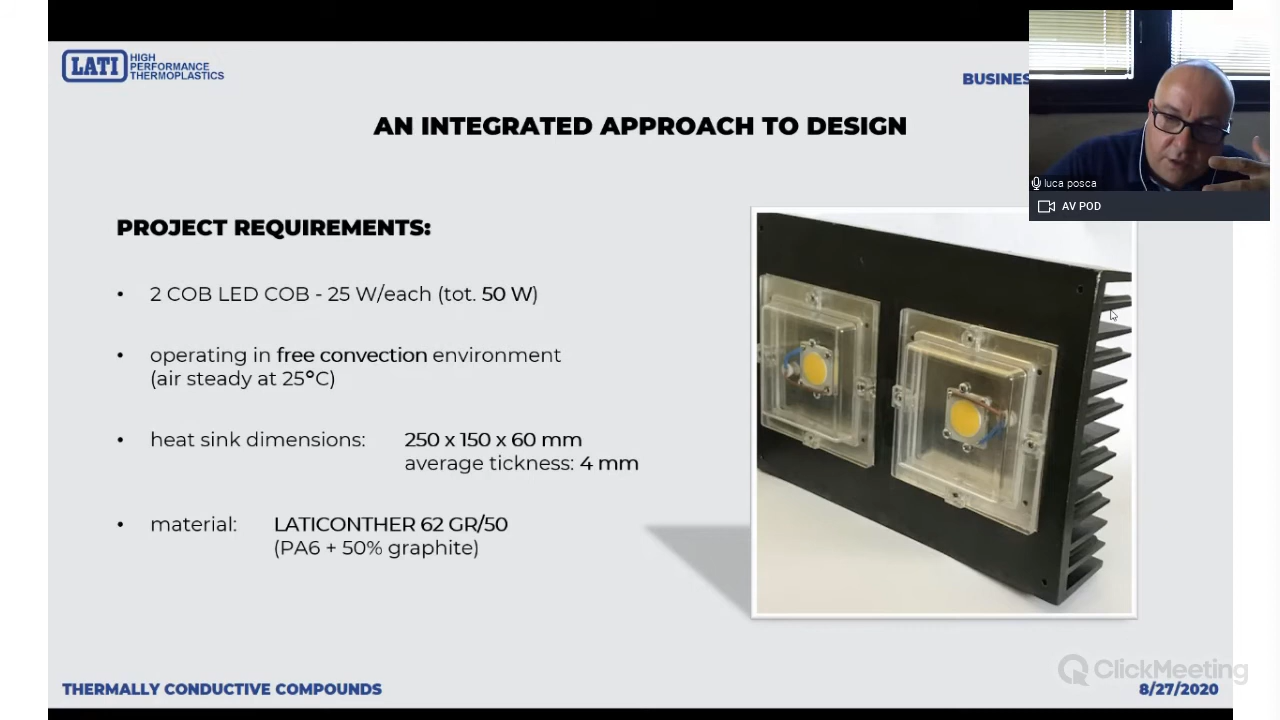 LATI HIGH
PERFORMANCE
THERMOPLASTICS
BUSINES
AN INTEGRATED APPROACH TO DESIGN
luca posca
AV POD
PROJECT REQUIREMENTS:
• 2 COB LED COB - 25 W/each (tot. 50 W)
• operating in free convection environment
(air steady at 25°C)
• heat sink dimensions: 250 x 150 x 60 mm
average tickness: 4 mm
• material: LATICONTHER 62 GR/50
(PA6 + 50% graphite)
ClickMeeting
THERMALLY CONDUCTIVE COMPOUNDS 8/27/2020